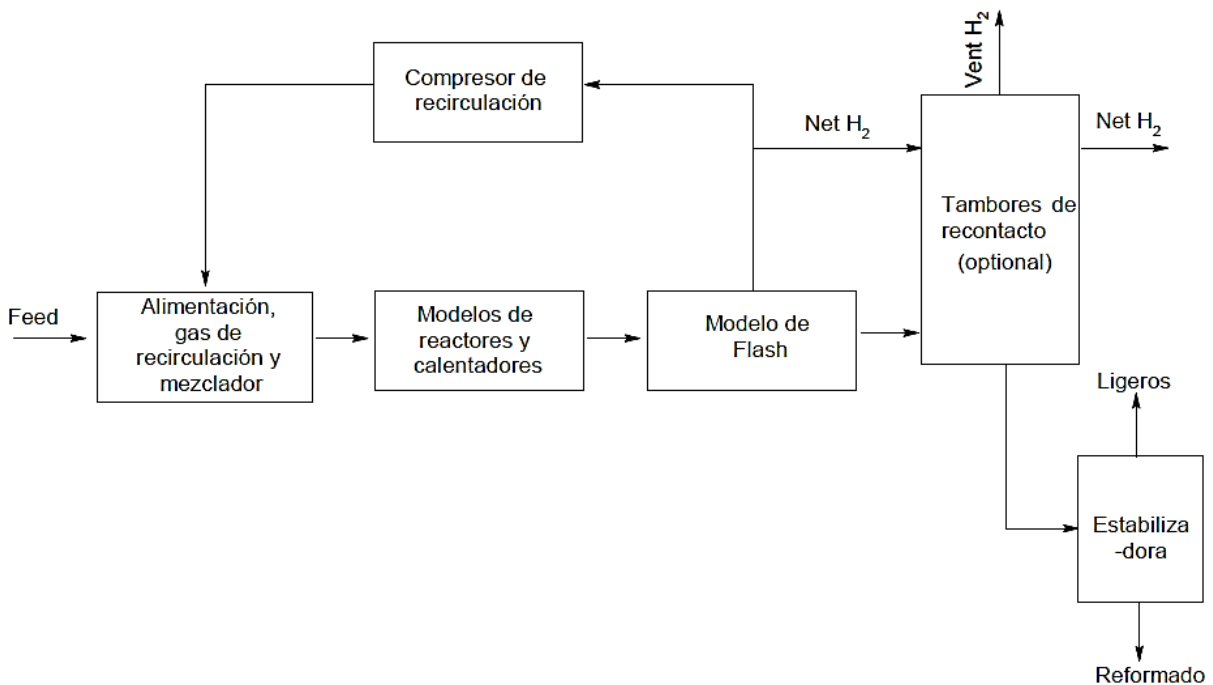 Vent H2
Compresor de
recirculación
Net H2
Net H2
Tambores de
recontacto
(optional)
Feed
Alimentación,
gas de
recirculación y
mezclador
Modelos de
reactores y
calentadores
Modelo de
Flash
Ligeros
Estabiliza
-dora
Reformado